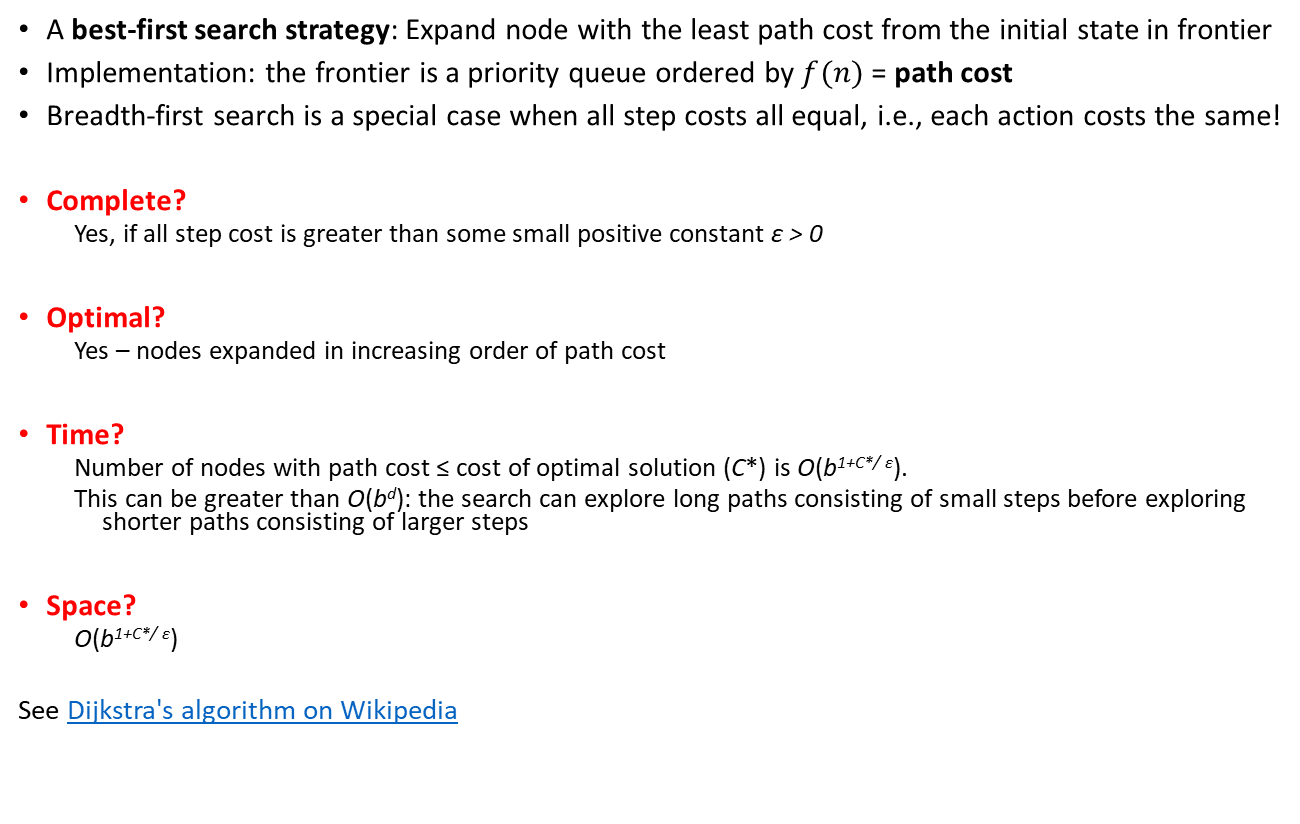 • A best-first search strategy: Expand node with the least path cost from the initial state in frontier
• Implementation: the frontier is a priority queue ordered by f(n) = path cost
• Breadth-first search is a special case when all step costs all equal, i.e., each action costs the same!
• Complete?
Yes, if all step cost is greater than some small positive constant ε > 0
• Optimal?
Yes – nodes expanded in increasing order of path cost
• Time?
Number of nodes with path cost ≤ cost of optimal solution (C*) is O(b^1+C*/ ε).
This can be greater than O(b^d): the search can explore long paths consisting of small steps before exploring
shorter paths consisting of larger steps
• Space?
O(b^1+C*/ ε)
See Dijkstra's algorithm on Wikipedia